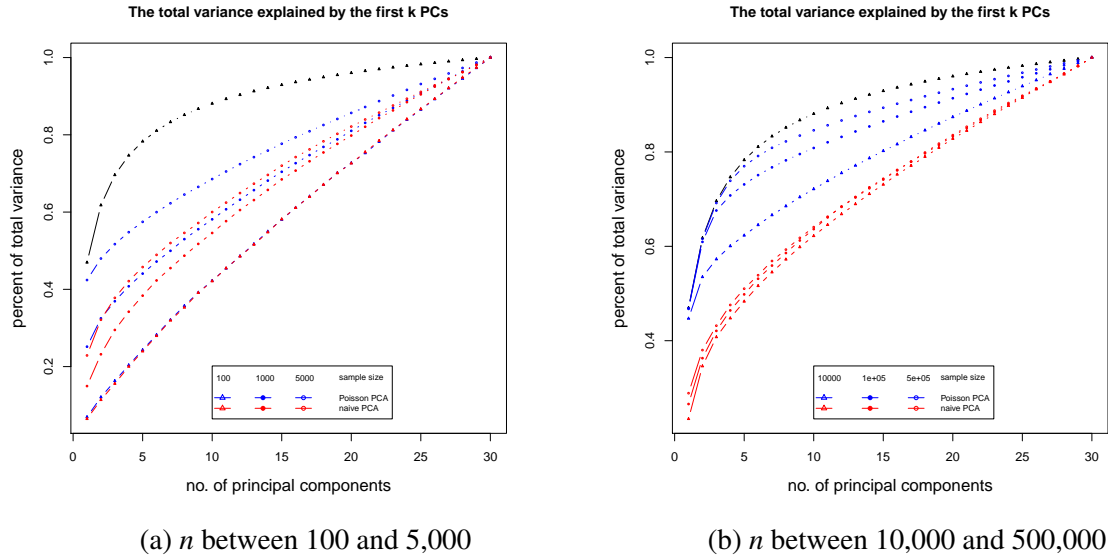 The total variance explained by the first k PCs
percent of total variance
1.0
0.8
0.6
0.4
0.2
0 5 10 15 20 25 30
no. of principal components
100 1000 5000 sample size
Poisson PCA
naive PCA
(a) n between 100 and 5,000
The total variance explained by the first k PCs
percent of total variance
1.0
0.8
0.6
0.4
0 5 10 15 20 25 30
no. of principal components
10000 1e+05 5e+05 sample size
Poisson PCA
naive PCA
(b) n between 10,000 and 500,000